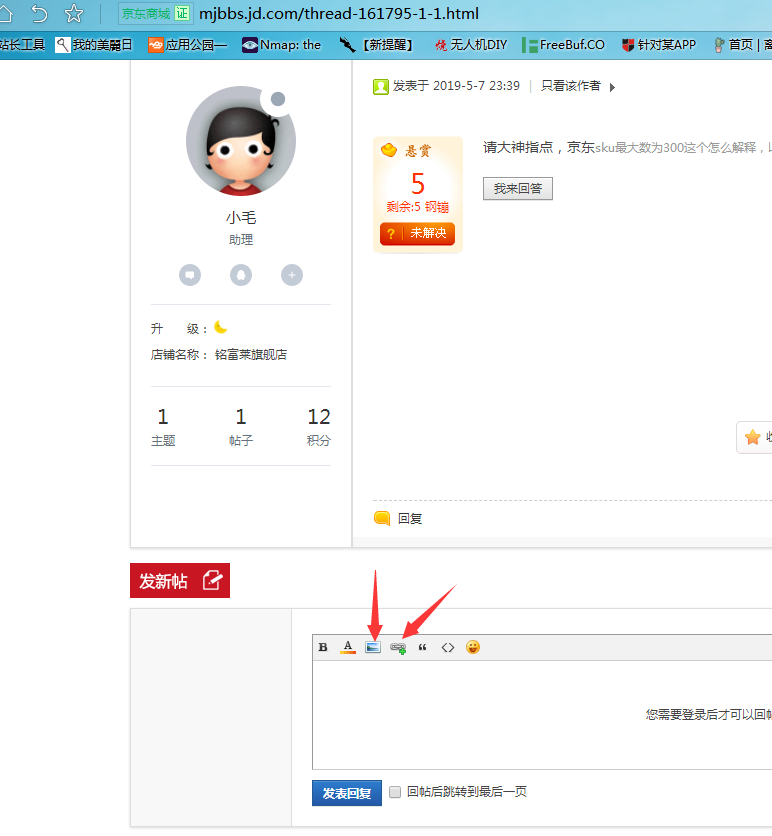 京东商城 证 mjbbs.jd.com/thread-161795-1-1.html
站长工具 我的美麗日 应用公园— Nmap: the 【新提醒】 烧 无人机DIY FreeBuf.CO 针对某APP 首页 |
发表于 2019-5-7 23:39 只看该作者
悬赏
5
剩余:5 钢镚
? 未解决
请大神指点，京东sku最大数为300这个怎么解释，
我来回答
小毛
助理
升 级：
店铺名称： 铭富莱旗舰店
1 1 12
主题 帖子 积分
回复
发新帖
B A “ <>
您需要登录后才可以回帖
发表回复 回帖后跳转到最后一页